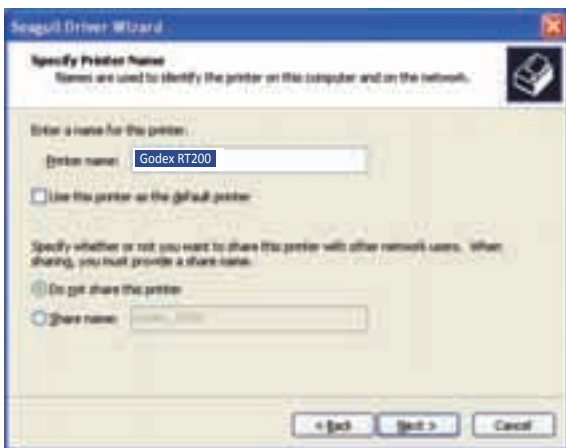 Seagull Driver Wizard
Specify Printer Name
Names are used to identify the printer on this computer and on the network.
Enter a name for this printer.
Printer name: Godex RT200
Use this printer as the default printer
Specify whether or not you want to share this printer with other network users. When
sharing, you must provide a share name.
Do not share this printer
Share name:
< Back Next > Cancel